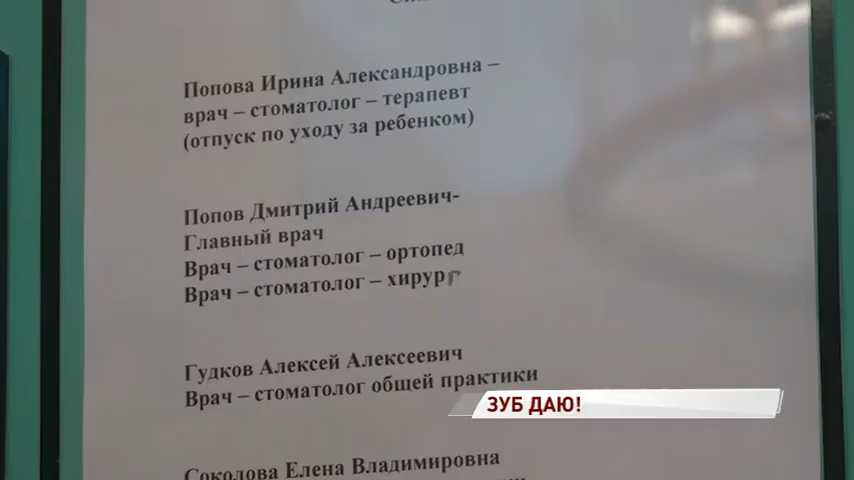 Попова Ирина Александровна –
врач – стоматолог – терапевт
(отпуск по уходу за ребенком)
Попов Дмитрий Андреевич-
Главный врач
Врач – стоматолог – ортопед
Врач – стоматолог – хирург
Гудков Алексей Алексеевич
Врач – стоматолог общей практики
ЗУБ ДАЮ!
Соколова Елена Владимировна